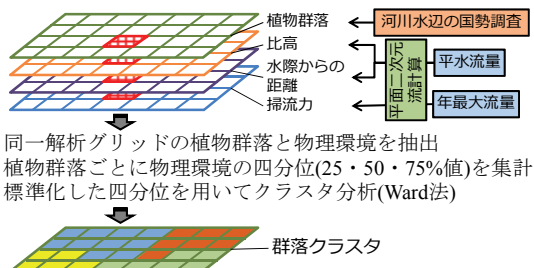 植物群落
比高
水際からの
距離
掃流力
河川水辺の国勢調査
平面二次元
流計算
平水流量
年最大流量
同一解析グリッドの植物群落と物理環境を抽出
植物群落ごとに物理環境の四分位(25・50・75%値)を集計
標準化した四分位を用いてクラスタ分析(Ward法)
群落クラスタ